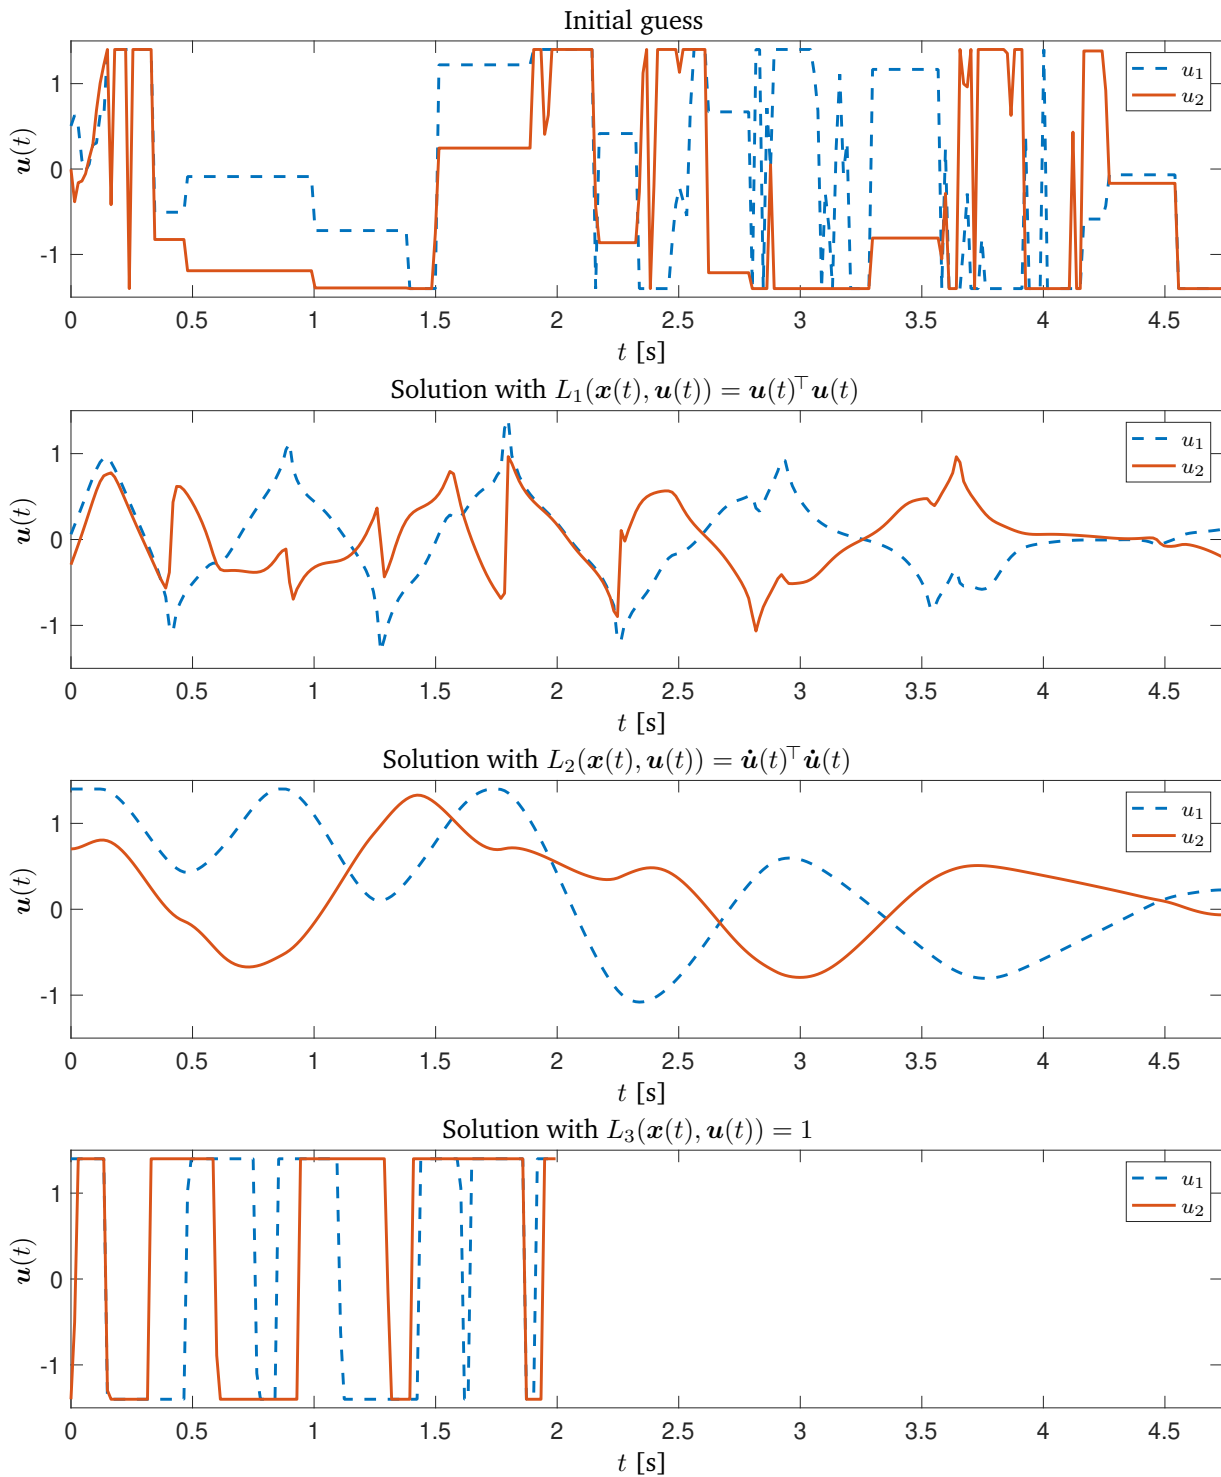 Initial guess
1
0
-1
u(t)
u₁
u₂
0 0.5 1 1.5 2 2.5 3 3.5 4 4.5
t [s]
Solution with L₁(x(t), u(t)) = u(t)⊤u(t)
1
0
-1
u(t)
u₁
u₂
0 0.5 1 1.5 2 2.5 3 3.5 4 4.5
t [s]
Solution with L₂(x(t), u(t)) = u̇(t)⊤u̇(t)
1
0
-1
u(t)
u₁
u₂
0 0.5 1 1.5 2 2.5 3 3.5 4 4.5
t [s]
Solution with L₃(x(t), u(t)) = 1
1
0
-1
u(t)
u₁
u₂
0 0.5 1 1.5 2 2.5 3 3.5 4 4.5
t [s]